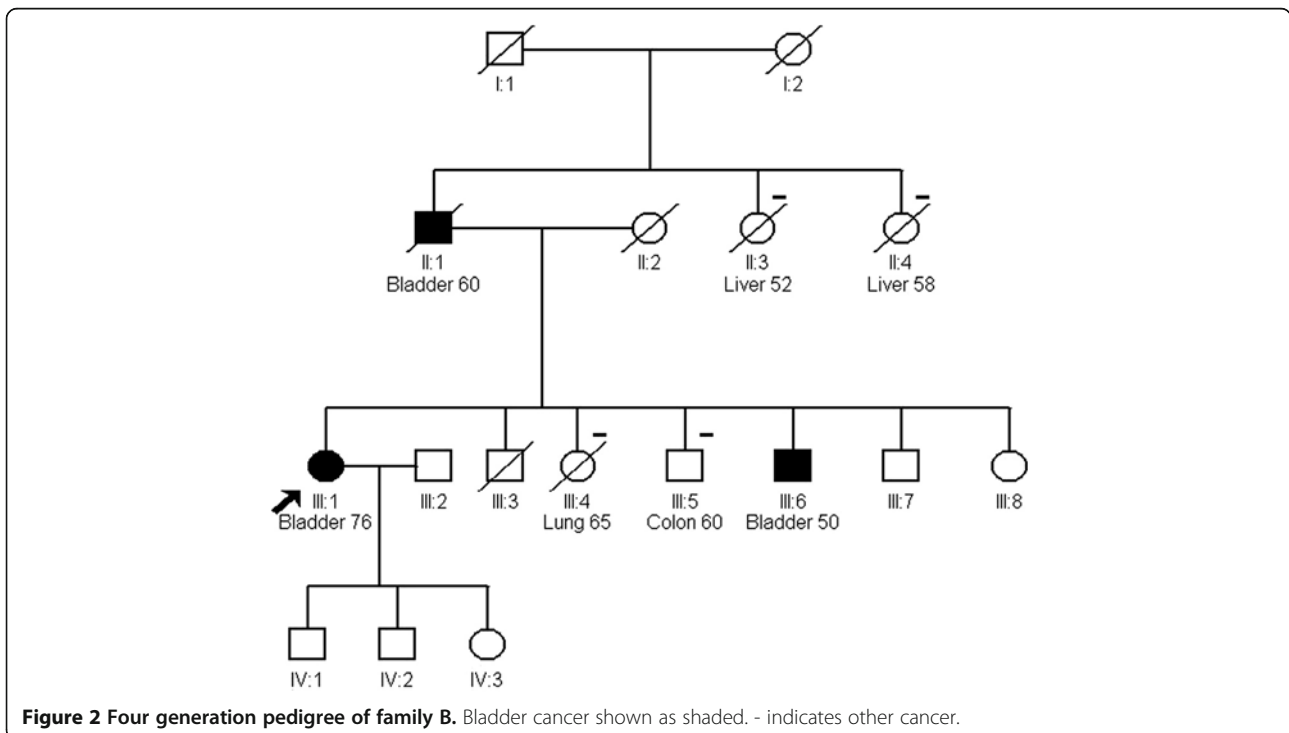 I:1 I:2
- -
II:1 II:2 II:3 II:4
Bladder 60 Liver 52 Liver 58
- -
III:1 III:2 III:3 III:4 III:5 III:6 III:7 III:8
Bladder 76 Lung 65 Colon 60 Bladder 50
IV:1 IV:2 IV:3
Figure 2 Four generation pedigree of family B. Bladder cancer shown as shaded. - indicates other cancer.